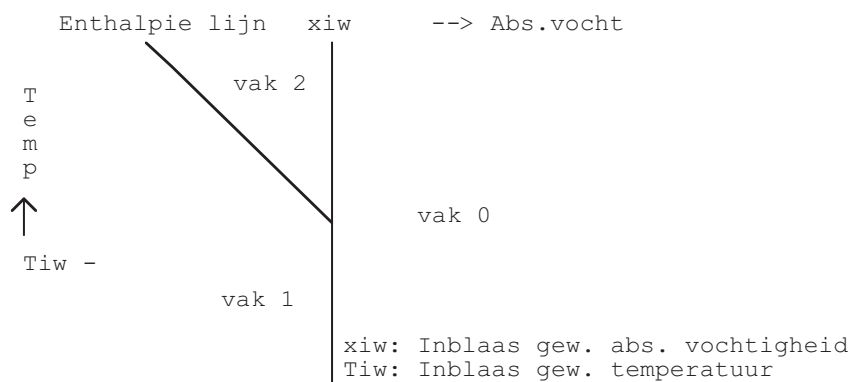 Enthalpie lijn xiw --> Abs.vocht
vak 2
Temp
vak 0
Tiw -
vak 1
xiw: Inblaas gew. abs. vochtigheid
Tiw: Inblaas gew. temperatuur